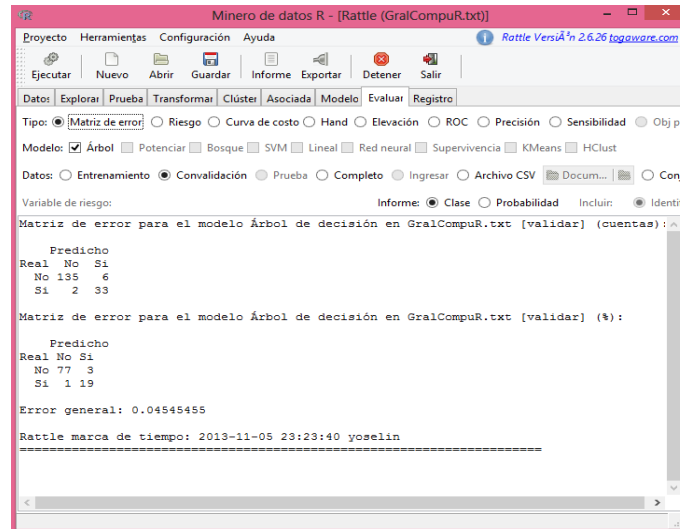 Minero de datos R - [Rattle (GralCompuR.txt)]
Proyecto Herramientas Configuración Ayuda Rattle VersiÃ³n 2.6.26 togaware.com
Ejecutar Nuevo Abrir Guardar Informe Exportar Detener Salir
Datos Explorar Prueba Transformar Clúster Asociada Modelo Evaluar Registro
Tipo: Matriz de error Riesgo Curva de costo Hand Elevación ROC Precisión Sensibilidad Obj p
Modelo: Árbol Potenciar Bosque SVM Lineal Red neural Supervivencia KMeans HClust
Datos: Entrenamiento Convalidación Prueba Completo Ingresar Archivo CSV Docum... Con
Variable de riesgo: Informe: Clase Probabilidad Incluir: Identi
Matriz de error para el modelo Árbol de decisión en GralCompuR.txt [validar] (cuentas):
Predicho
Real No Si
No 135 6
Si 2 33
Matriz de error para el modelo Árbol de decisión en GralCompuR.txt [validar] (%):
Predicho
Real No Si
No 77 3
Si 1 19
Error general: 0.04545455
Rattle marca de tiempo: 2013-11-05 23:23:40 yoselin
======================================================================